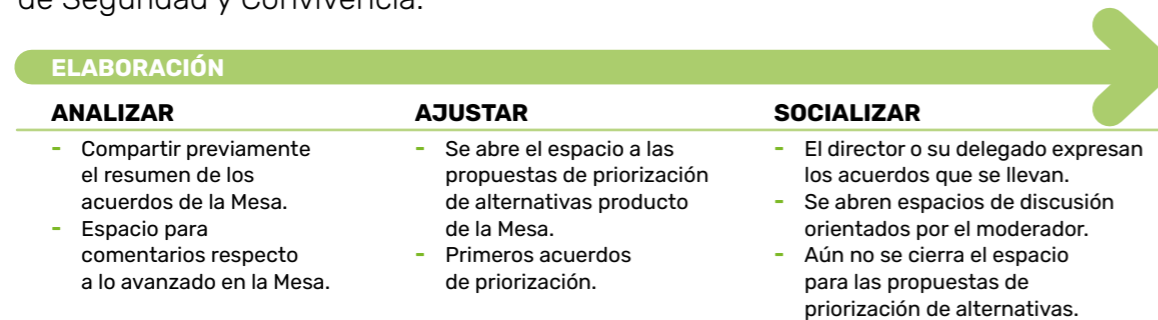 de Seguridad y Convivencia.
ELABORACIÓN
ANALIZAR
- Compartir previamente
el resumen de los
acuerdos de la Mesa.
- Espacio para
comentarios respecto
a lo avanzado en la Mesa.
AJUSTAR
- Se abre el espacio a las
propuestas de priorización
de alternativas producto
de la Mesa.
- Primeros acuerdos
de priorización.
SOCIALIZAR
- El director o su delegado expresan
los acuerdos que se llevan.
- Se abren espacios de discusión
orientados por el moderador.
- Aún no se cierra el espacio
para las propuestas de
priorización de alternativas.